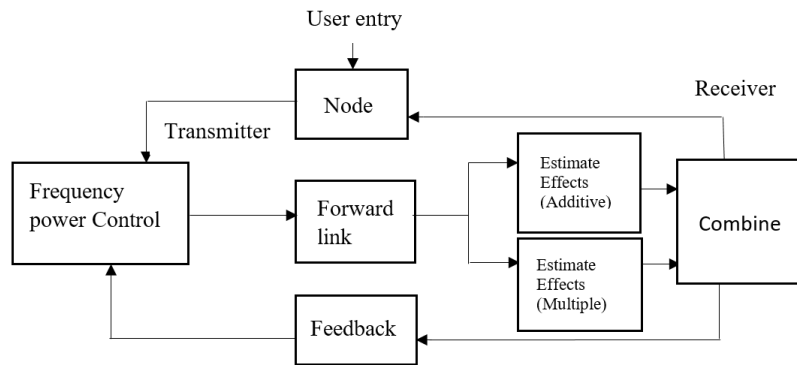 User entry
Node
Receiver
Transmitter
Frequency
power Control
Forward
link
Estimate
Effects
(Additive)
Estimate
Effects
(Multiple)
Combine
Feedback